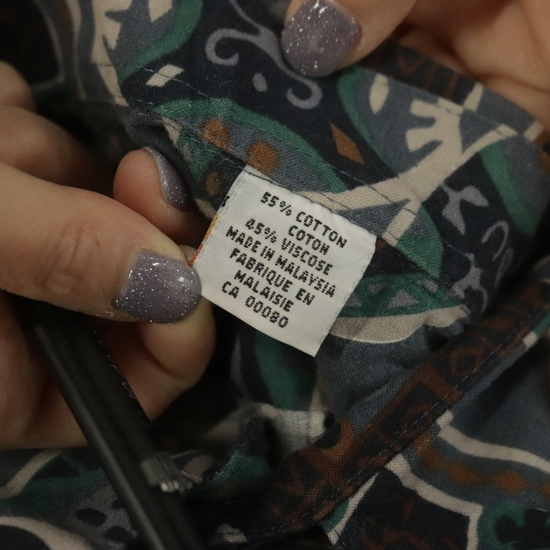 55% COTTON
COTON
45% VISCOSE
MADE IN MALAYSIA
FABRIQUE EN
MALAISIE
CA 00080